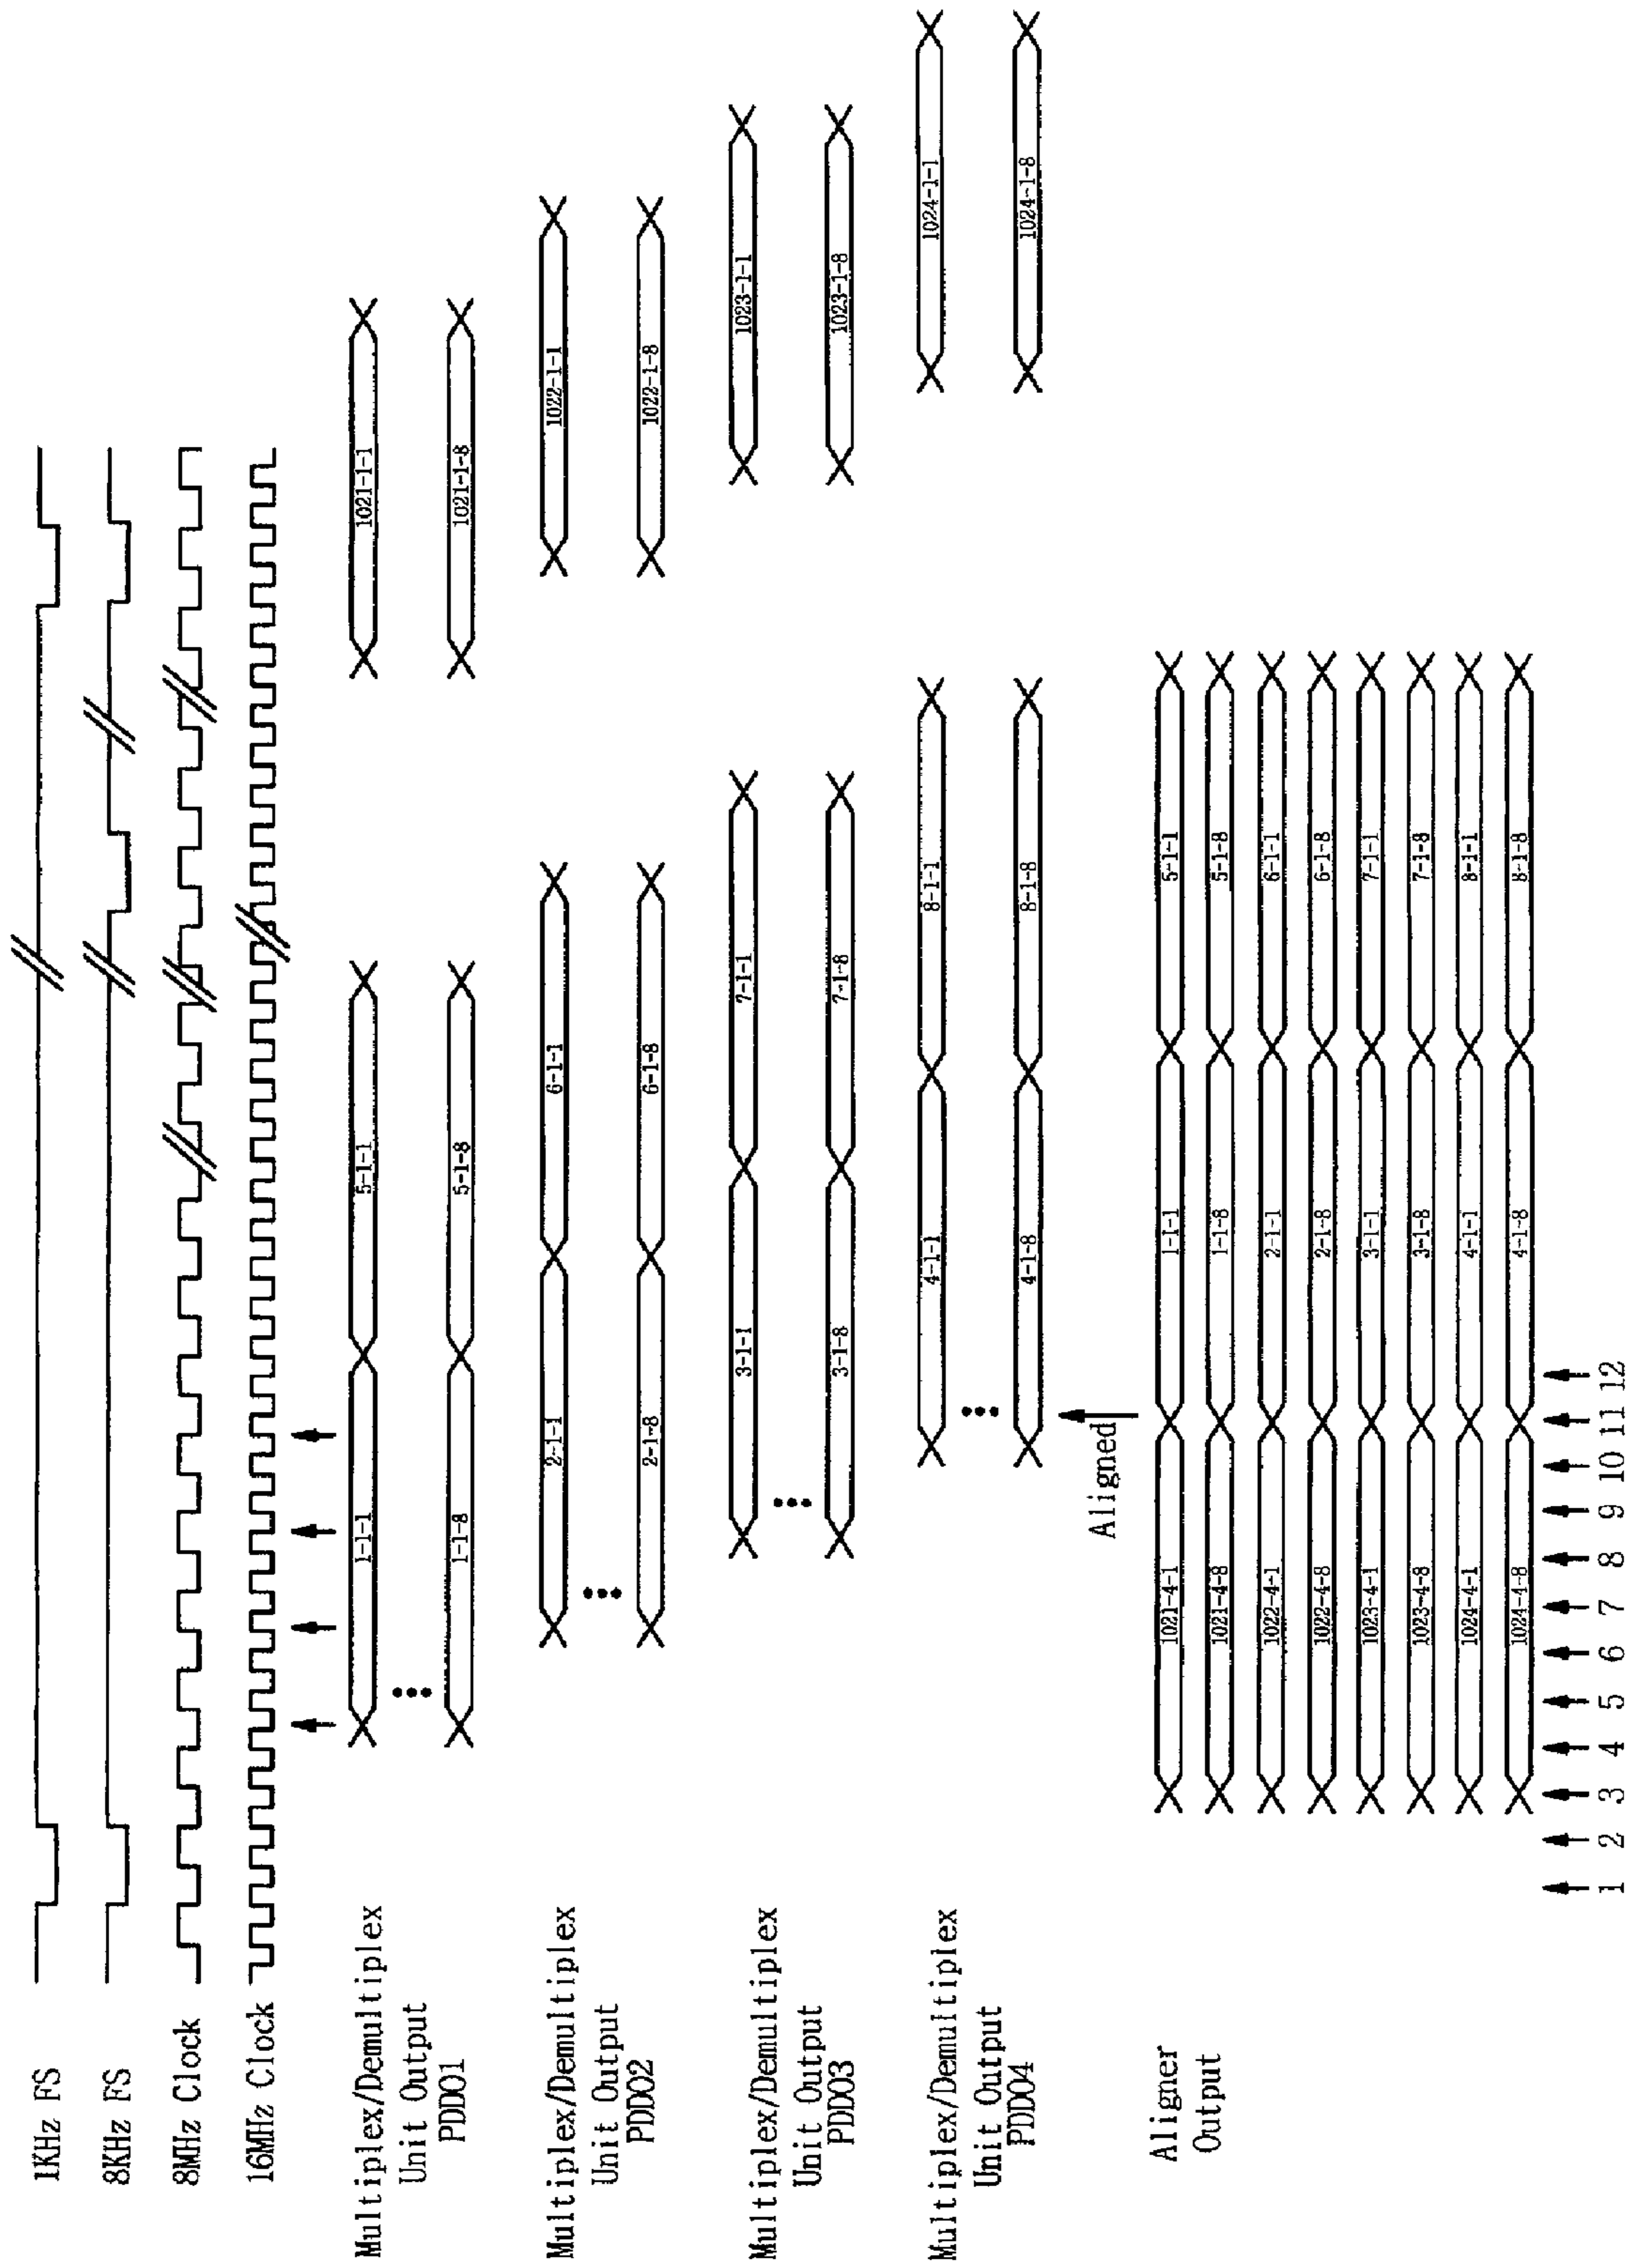 1KHz FS
8KHz FS
8MHz Clock
16MHz Clock
Multiplex/Demultiplex
Unit Output
PDDO1
1-1-1
5-1-1
1021-1-1
1-1-8
5-1-8
1021-1-8
Multiplex/Demultiplex
Unit Output
PDDO2
2-1-1
6-1-1
1022-1-1
2-1-8
6-1-8
1022-1-8
Multiplex/Demultiplex
Unit Output
PDDO3
3-1-1
7-1-1
1023-1-1
3-1-8
7-1-8
1023-1-8
Multiplex/Demultiplex
Unit Output
PDDO4
4-1-1
8-1-1
1024-1-1
4-1-8
8-1-8
1024-1-8
Aligned
Aligner
Output
1021-4-1
1-1-1
5-1-1
1021-4-8
1-1-8
5-1-8
1022-4-1
2-1-1
6-1-1
1022-4-8
2-1-8
6-1-8
1023-4-1
3-1-1
7-1-1
1023-4-8
3-1-8
7-1-8
1024-4-1
4-1-1
8-1-1
1024-4-8
4-1-8
8-1-8
1 2 3 4 5 6 7 8 9 10 11 12